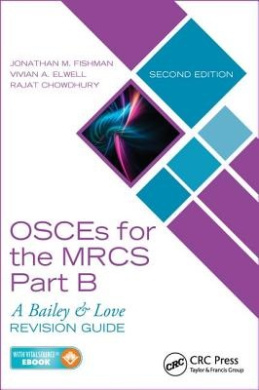 JONATHAN M. FISHMAN
VIVIAN A. ELWELL
RAJAT CHOWDHURY
SECOND EDITION
OSCEs for
the MRCS
Part B
A Bailey & Love
REVISION GUIDE
WITH VITALSOURCE®
EBOOK
CRC Press
Taylor & Francis Group